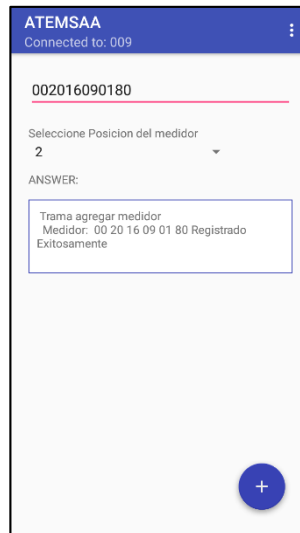 ATEMSAA
Connected to: 009
002016090180
Seleccione Posicion del medidor
2
ANSWER:
Trama agregar medidor
Medidor: 00 20 16 09 01 80 Registrado
Exitosamente
+